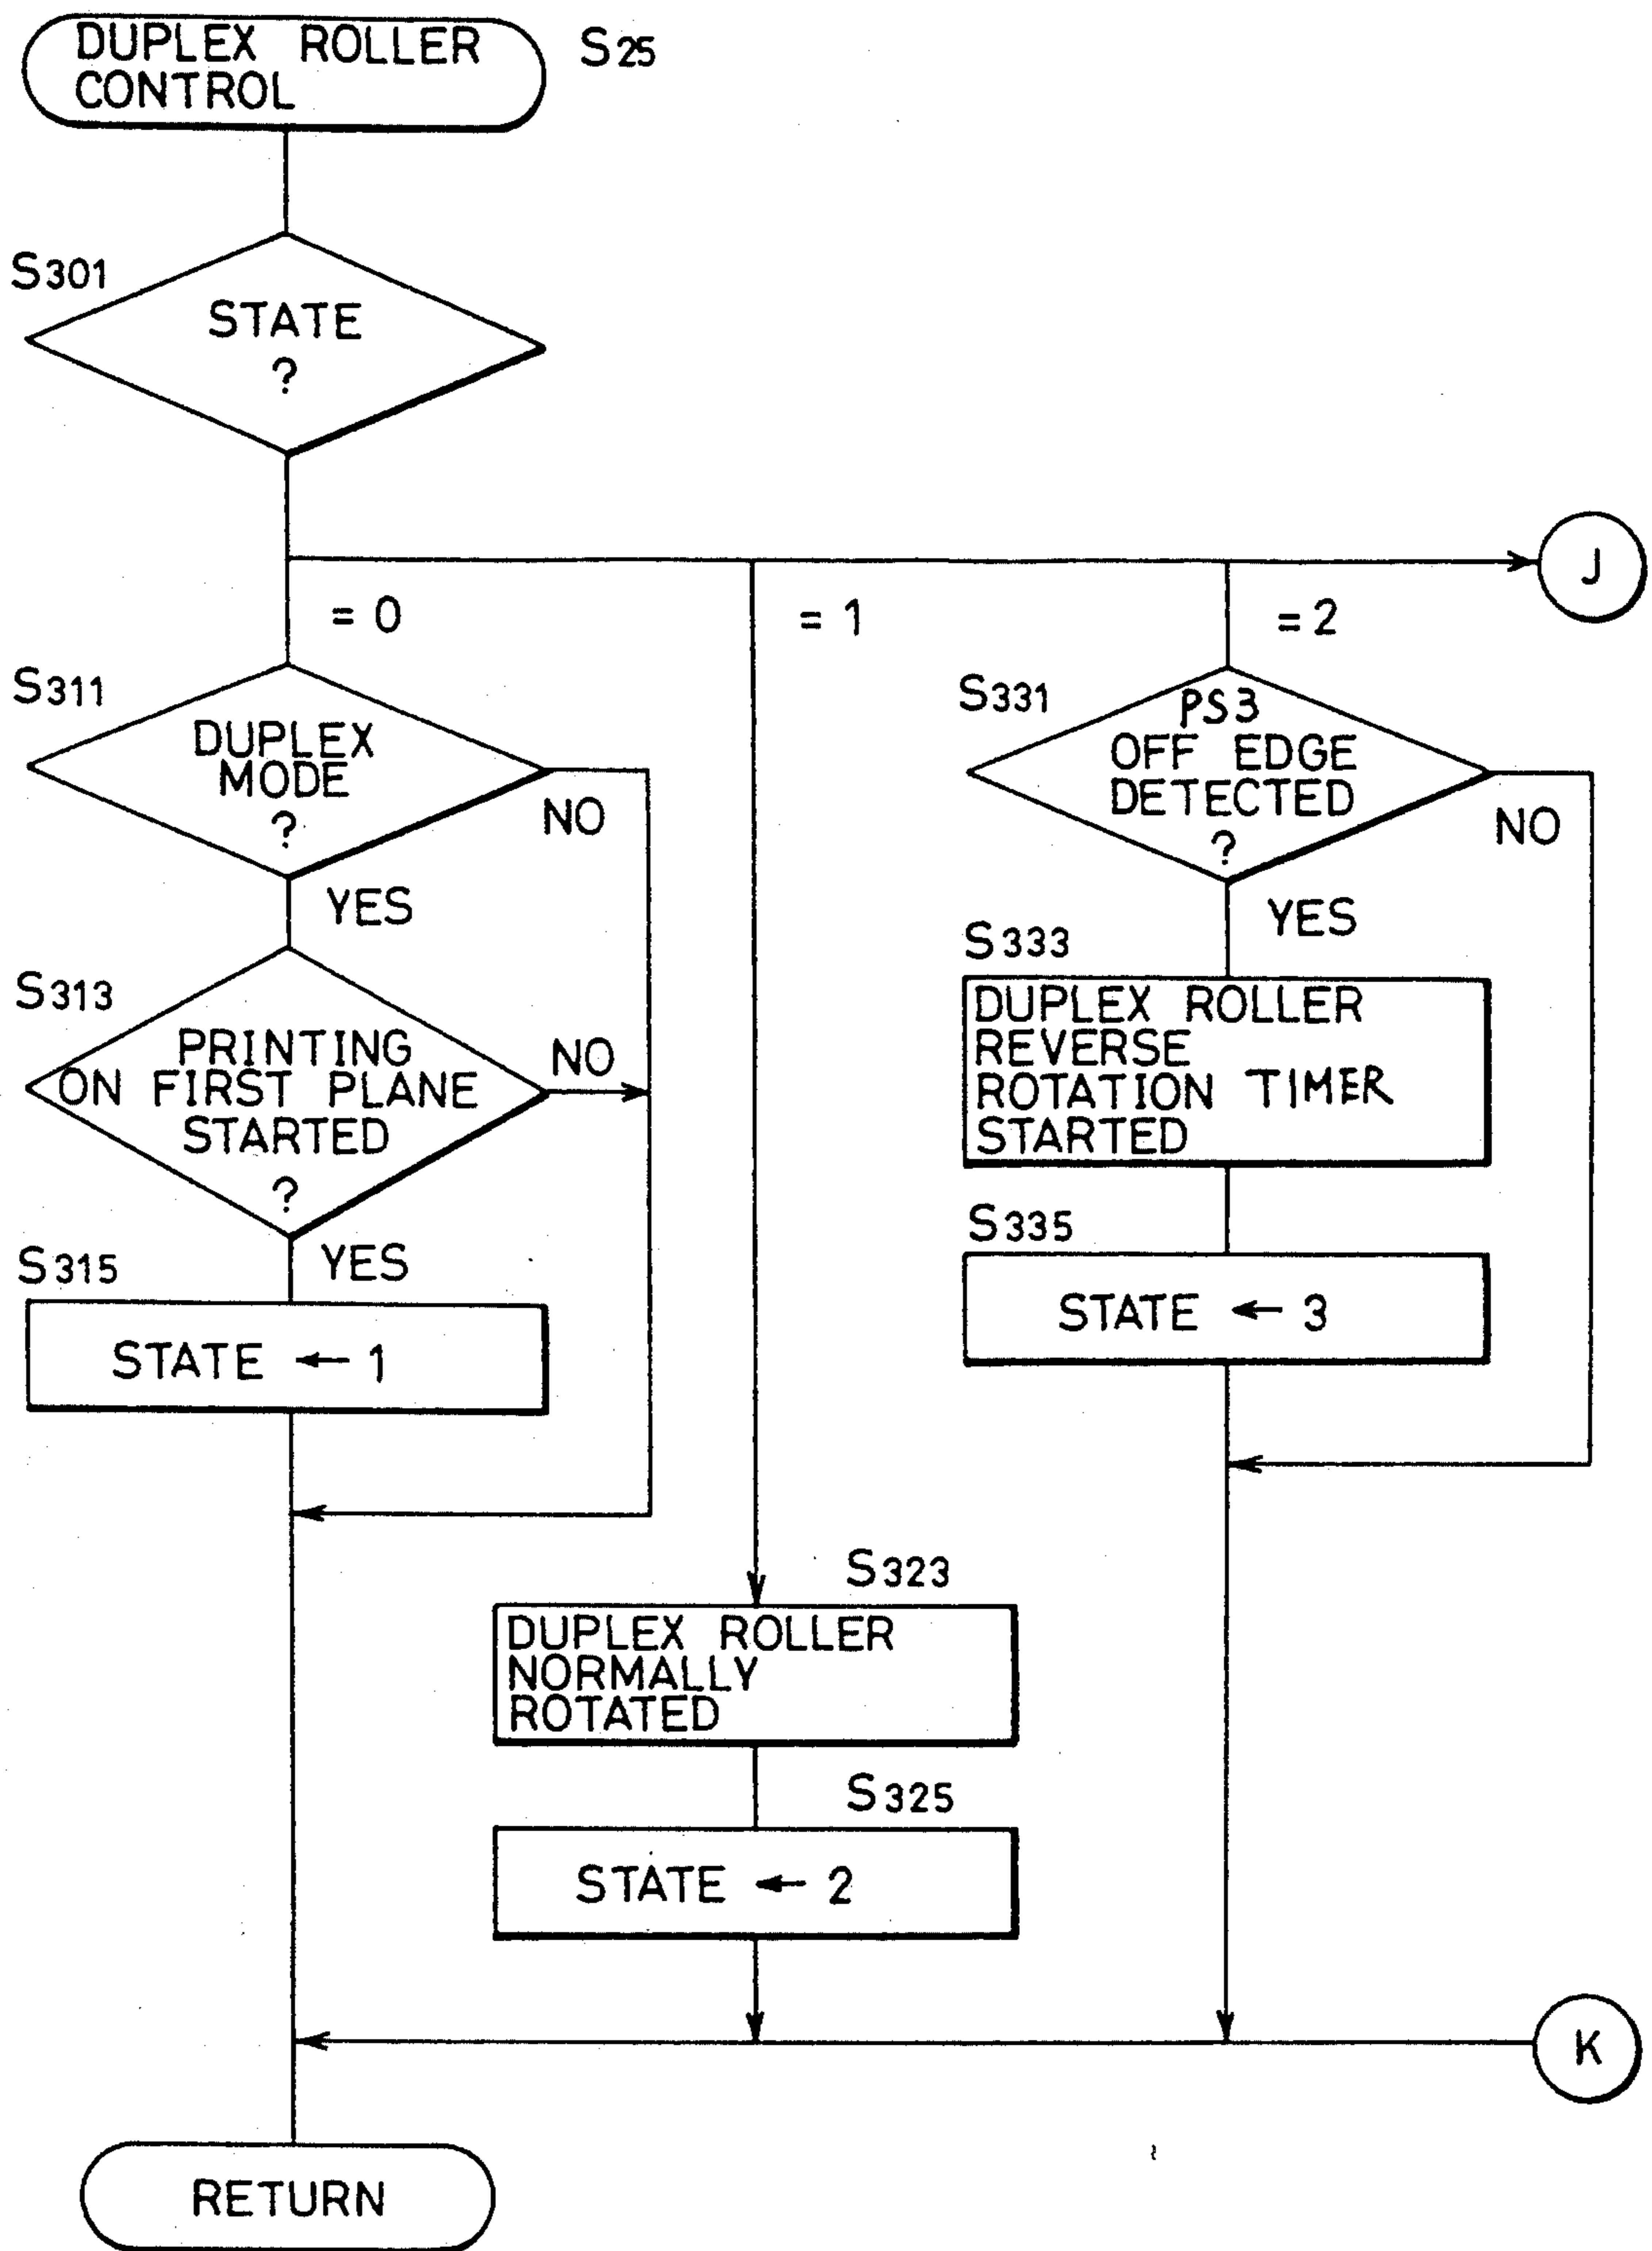 DUPLEX ROLLER
CONTROL
S25
S301
STATE
?
J
= 0
= 1
= 2
S311
DUPLEX
MODE
?
NO
YES
S331
PS3
OFF EDGE
DETECTED
?
NO
YES
S313
PRINTING
ON FIRST PLANE
STARTED
?
NO
YES
S333
DUPLEX ROLLER
REVERSE
ROTATION TIMER
STARTED
S315
STATE ← 1
S335
STATE ← 3
S323
DUPLEX ROLLER
NORMALLY
ROTATED
S325
STATE ← 2
K
RETURN